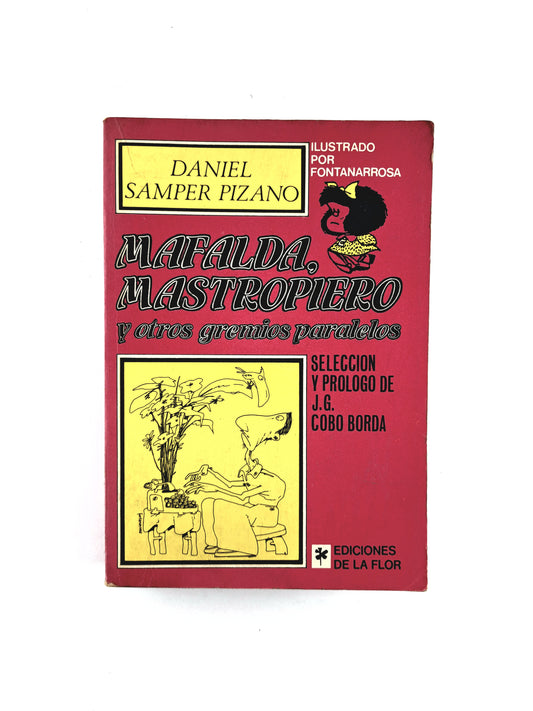 DANIEL
SAMPER PIZANO
ILUSTRADO
POR
FONTANARROSA
MAFALDA,
MASTROPIERO
y otros gremios paralelos
SELECCION
Y PROLOGO DE
J.G.
COBO BORDA
EDICIONES
DE LA FLOR